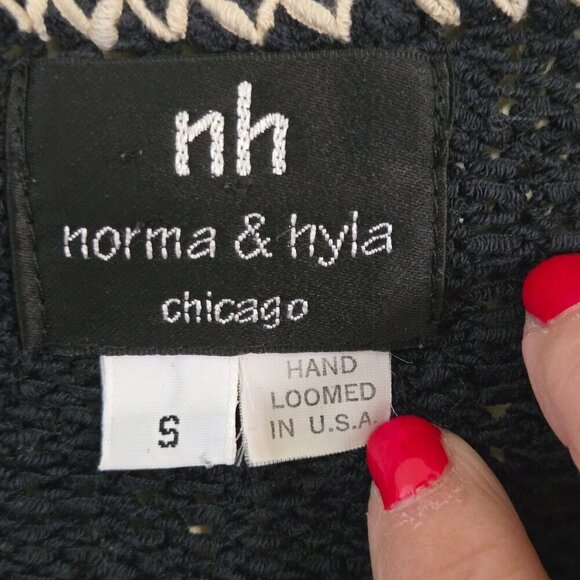 nh
norma & hyla
chicago
S
HAND
LOOMED
IN U.S.A.